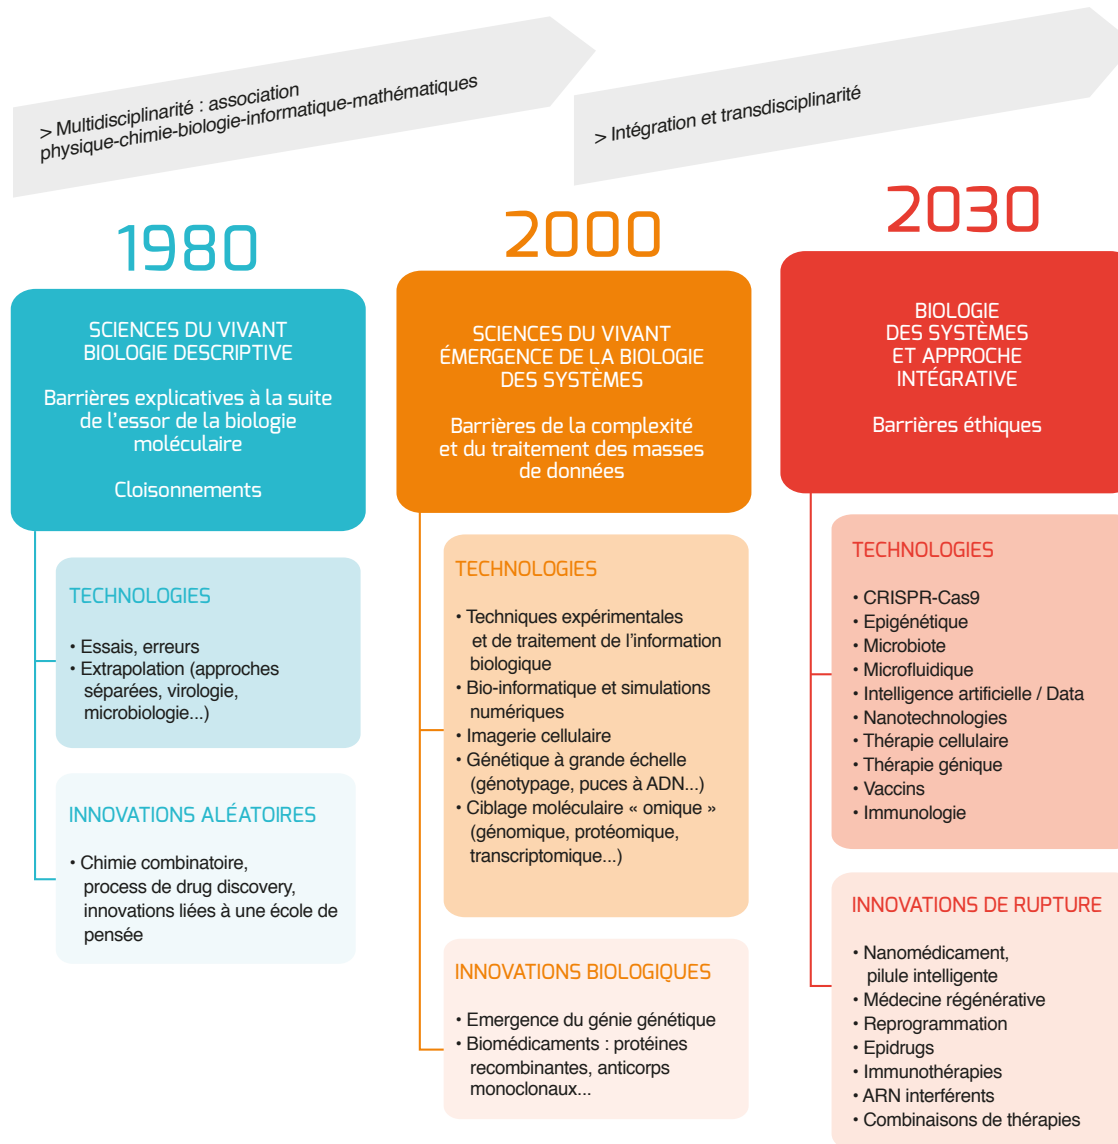 > Multidisciplinarité : association
physique-chimie-biologie-informatique-mathématiques
> Intégration et transdisciplinarité
1980
SCIENCES DU VIVANT
BIOLOGIE DESCRIPTIVE
Barrières explicatives à la suite
de l'essor de la biologie
moléculaire
Cloisonnements
TECHNOLOGIES
• Essais, erreurs
• Extrapolation (approches
séparées, virologie,
microbiologie...)
INNOVATIONS ALÉATOIRES
• Chimie combinatoire,
process de drug discovery,
innovations liées à une école de
pensée
2000
SCIENCES DU VIVANT
ÉMERGENCE DE LA BIOLOGIE
DES SYSTÈMES
Barrières de la complexité
et du traitement des masses
de données
TECHNOLOGIES
• Techniques expérimentales
et de traitement de l'information
biologique
• Bio-informatique et simulations
numériques
• Imagerie cellulaire
• Génétique à grande échelle
(génotypage, puces à ADN...)
• Ciblage moléculaire « omique »
(génomique, protéomique,
transcriptomique...)
INNOVATIONS BIOLOGIQUES
• Emergence du génie génétique
• Biomédicaments : protéines
recombinantes, anticorps
monoclonaux...
2030
BIOLOGIE
DES SYSTÈMES
ET APPROCHE
INTÉGRATIVE
Barrières éthiques
TECHNOLOGIES
• CRISPR-Cas9
• Epigénétique
• Microbiote
• Microfluidique
• Intelligence artificielle / Data
• Nanotechnologies
• Thérapie cellulaire
• Thérapie génique
• Vaccins
• Immunologie
INNOVATIONS DE RUPTURE
• Nanomédicament,
pilule intelligente
• Médecine régénérative
• Reprogrammation
• Epidrugs
• Immunothérapies
• ARN interférents
• Combinaisons de thérapies